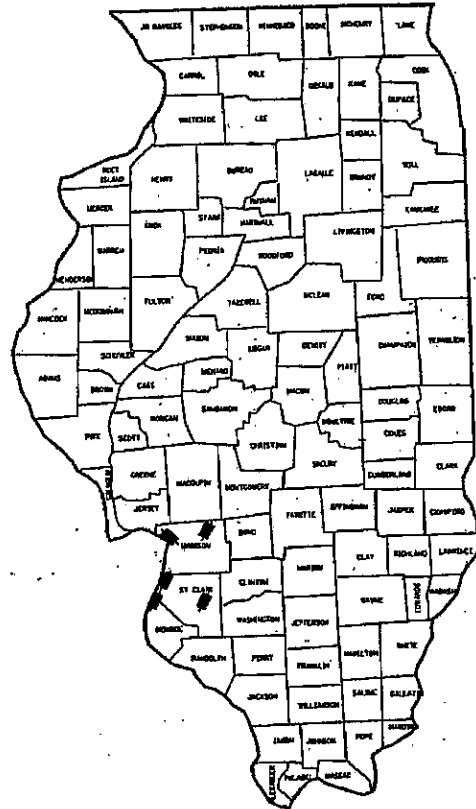 JO DAVIESS STEPHENSON WINNEBAGO BOONE MCHENRY LAKE
CARROLL OGLE DEKALB KANE COOK
DUPAGE
WHITESIDE LEE
KENDALL
WILL
ROCK ISLAND HENRY BUREAU LASALLE GRUNDY
PUTNAM
MERCER KNOX STARK MARSHALL KANKAKEE
LIVINGSTON
WARREN PEORIA WOODFORD
IROQUOIS
HENDERSON
FULTON TAZEWELL MCLEAN FORD
HANCOCK MCDONOUGH
MASON LOGAN DEWITT CHAMPAIGN VERMILION
SCHUYLER
ADAMS MENARD PIATT
BROWN CASS MACON
SANGAMON DOUGLAS EDGAR
PIKE SCOTT MORGAN MOULTRIE
CHRISTIAN COLES
GREENE MACOUPIN SHELBY CUMBERLAND CLARK
CALHOUN MONTGOMERY
JERSEY FAYETTE EFFINGHAM JASPER CRAWFORD
MADISON BOND
CLAY RICHLAND LAWRENCE
MARION
ST CLAIR CLINTON
WAYNE WABASH
WASHINGTON JEFFERSON
MONROE
RANDOLPH PERRY HAMILTON WHITE
FRANKLIN
JACKSON SALINE GALLATIN
WILLIAMSON
UNION JOHNSON POPE HARDIN
ALEXANDER PULASKI MASSAC